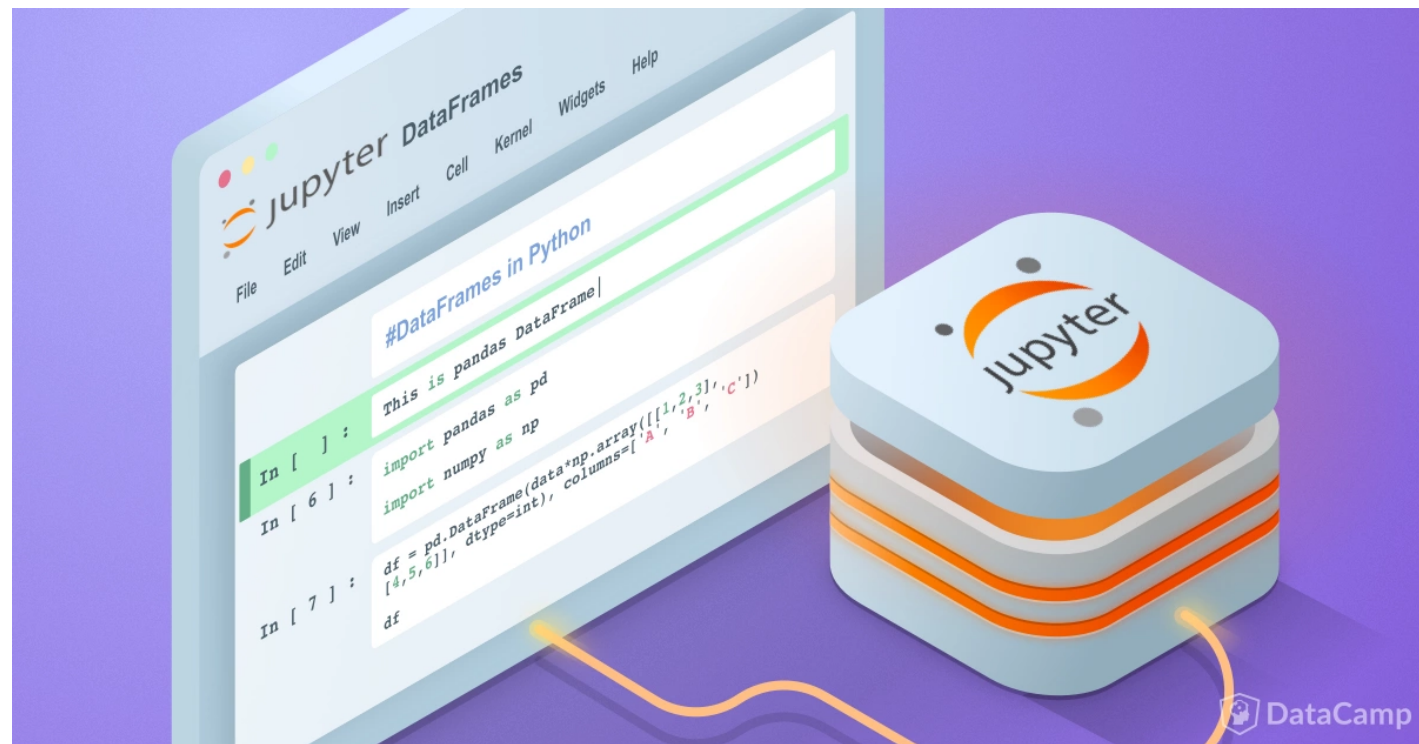 jupyter DataFrames
File Edit View Insert Cell Kernel Widgets Help
#DataFrames in Python
In [ ] :
This is pandas DataFrame
In [ 6 ] :
import pandas as pd
import numpy as np
In [ 7 ] :
df = pd.DataFrame(data*np.array([[1,2,3],
[4,5,6]], dtype=int), columns=['A', 'B', 'C'])
df
jupyter
DataCamp